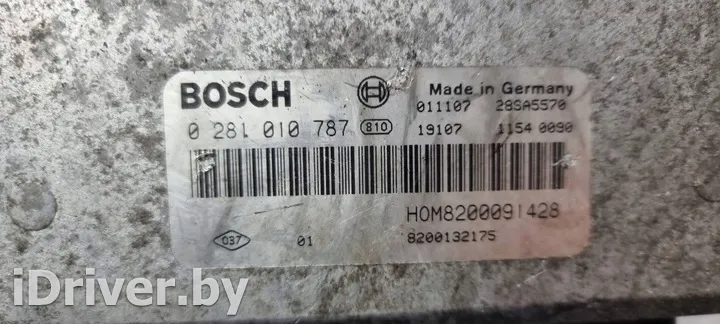 BOSCH
Made in Germany
011107 28SA5570
0 281 010 787 810 19107 1154 0090
HOM8200091428
037 01 8200132175
iDriver.by